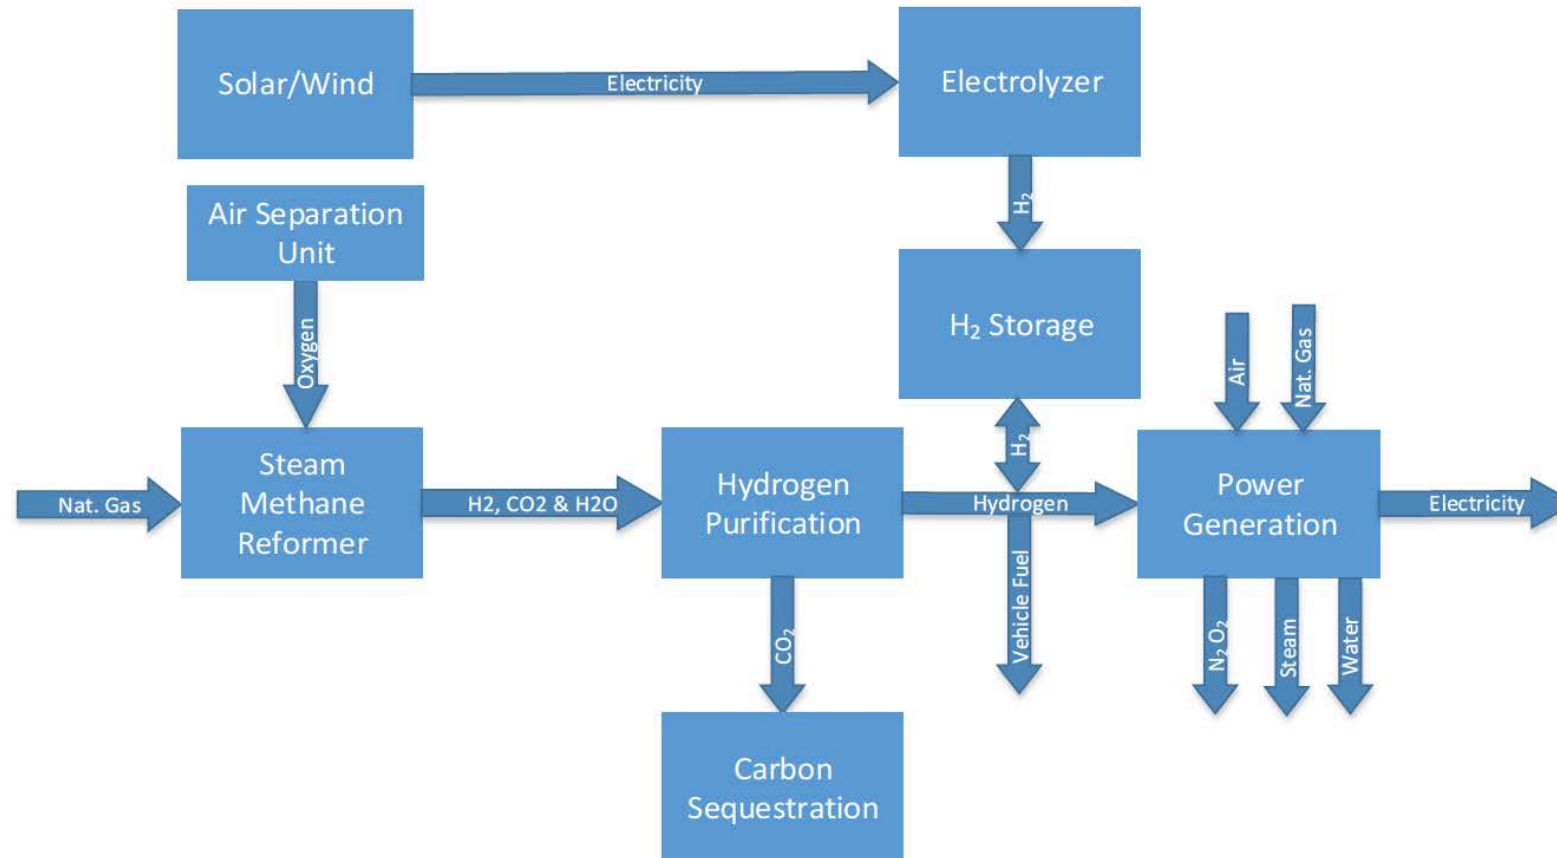 Solar/Wind
Electricity
Electrolyzer
H₂
Air Separation
Unit
Oxygen
H₂ Storage
Air
Nat. Gas
H₂
Nat. Gas
Steam
Methane
Reformer
H2, CO2 & H2O
Hydrogen
Purification
Hydrogen
Power
Generation
Electricity
CO₂
Vehicle Fuel
N₂ O₂
Steam
Water
Carbon
Sequestration